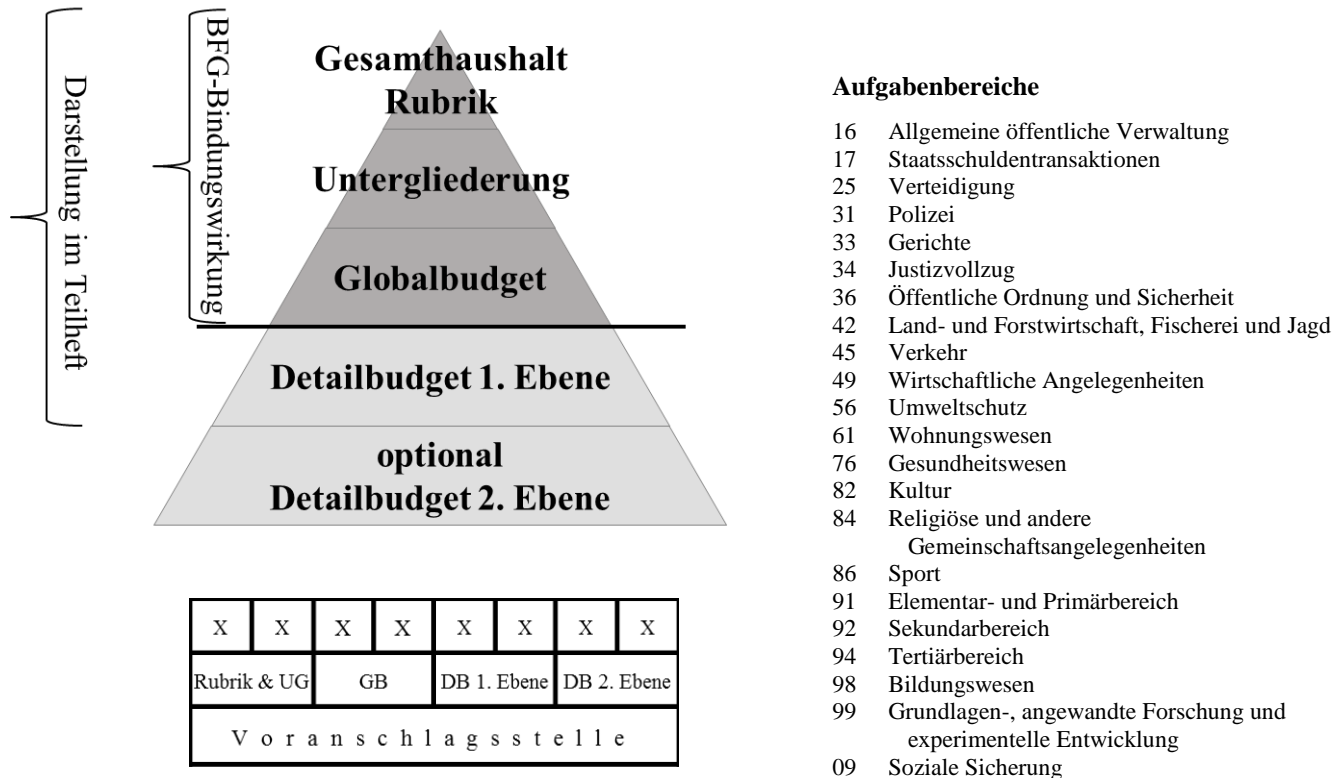 Darstellung im Teilheft
BFG-Bindungswirkung
Gesamthaushalt
Rubrik
Untergliederung
Globalbudget
Detailbudget 1. Ebene
optional
Detailbudget 2. Ebene
X X X X X X X X
Rubrik & UG GB DB 1. Ebene DB 2. Ebene
Voranschlagsstelle
Aufgabenbereiche
16 Allgemeine öffentliche Verwaltung
17 Staatsschuldentransaktionen
25 Verteidigung
31 Polizei
33 Gerichte
34 Justizvollzug
36 Öffentliche Ordnung und Sicherheit
42 Land- und Forstwirtschaft, Fischerei und Jagd
45 Verkehr
49 Wirtschaftliche Angelegenheiten
56 Umweltschutz
61 Wohnungswesen
76 Gesundheitswesen
82 Kultur
84 Religiöse und andere
Gemeinschaftsangelegenheiten
86 Sport
91 Elementar- und Primärbereich
92 Sekundarbereich
94 Tertiärbereich
98 Bildungswesen
99 Grundlagen-, angewandte Forschung und
experimentelle Entwicklung
09 Soziale Sicherung